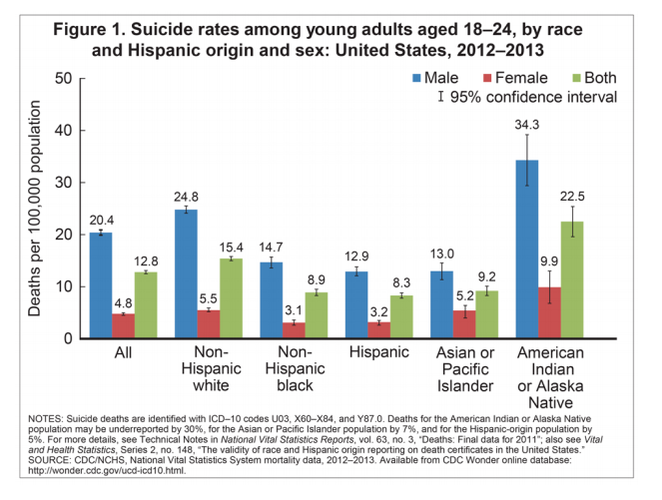 Figure 1. Suicide rates among young adults aged 18–24, by race
and Hispanic origin and sex: United States, 2012–2013
Male Female Both
95% confidence interval
Deaths per 100,000 population
50
40
30
20
10
0
20.4
4.8
12.8
24.8
5.5
15.4
14.7
3.1
8.9
12.9
3.2
8.3
13.0
5.2
9.2
34.3
9.9
22.5
All
Non-
Hispanic
white
Non-
Hispanic
black
Hispanic
Asian or
Pacific
Islander
American
Indian
or Alaska
Native
NOTES: Suicide deaths are identified with ICD–10 codes U03, X60–X84, and Y87.0. Deaths for the American Indian or Alaska Native
population may be underreported by 30%, for the Asian or Pacific Islander population by 7%, and for the Hispanic-origin population by
5%. For more details, see Technical Notes in National Vital Statistics Reports, vol. 63, no. 3, “Deaths: Final data for 2011”; also see Vital
and Health Statistics, Series 2, no. 148, “The validity of race and Hispanic origin reporting on death certificates in the United States.”
SOURCE: CDC/NCHS, National Vital Statistics System mortality data, 2012–2013. Available from CDC Wonder online database:
http://wonder.cdc.gov/ucd-icd10.html.